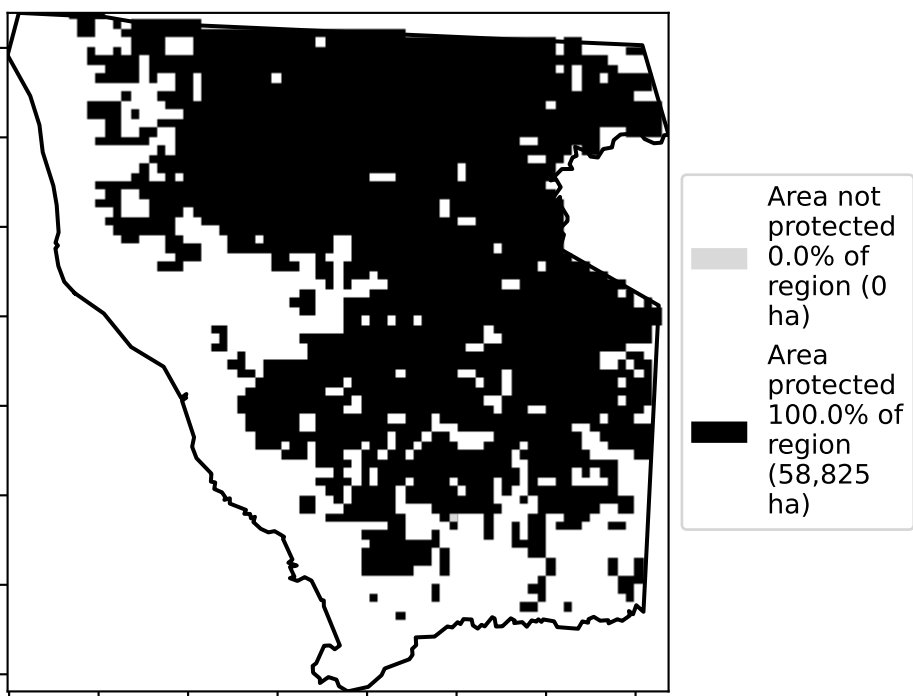 Area not
protected
0.0% of
region (0
ha)
Area
protected
100.0% of
region
(58,825
ha)